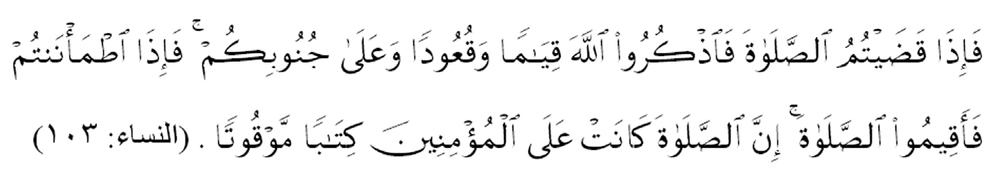 فَإِذَا قَضَيْتُمُ ٱلصَّلَوٰةَ فَٱذْكُرُوا۟ ٱللَّهَ قِيَـٰمًا وَقُعُودًا وَعَلَىٰ جُنُوبِكُمْ ۚ فَإِذَا ٱطْمَأْنَنتُمْ
فَأَقِيمُوا۟ ٱلصَّلَوٰةَ ۚ إِنَّ ٱلصَّلَوٰةَ كَانَتْ عَلَى ٱلْمُؤْمِنِينَ كِتَـٰبًا مَّوْقُوتًا . (النساء: ١٠٣)